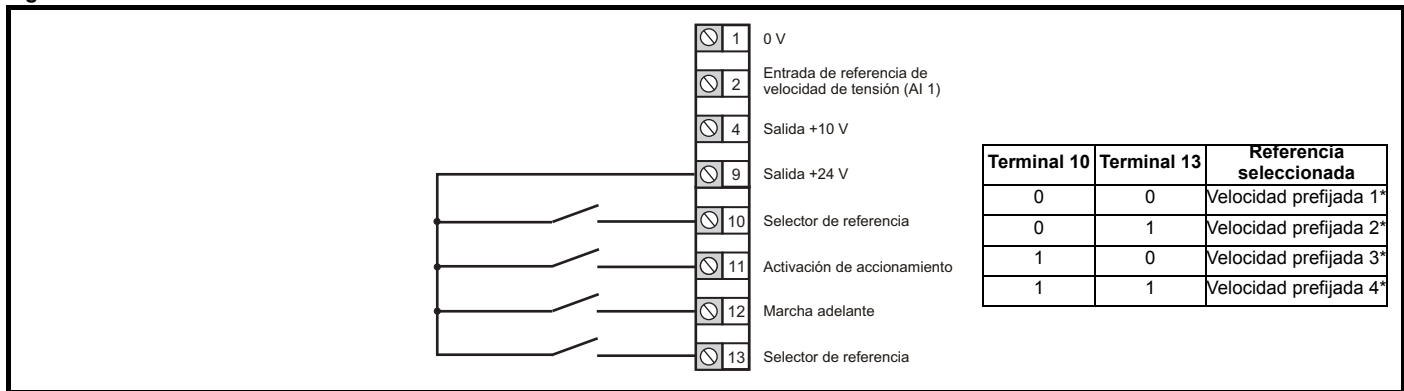 1 0 V
2 Entrada de referencia de
velocidad de tensión (AI 1)
4 Salida +10 V
9 Salida +24 V
10 Selector de referencia
11 Activación de accionamiento
12 Marcha adelante
13 Selector de referencia
Terminal 10 Terminal 13 Referencia
seleccionada
0 0 Velocidad prefijada 1*
0 1 Velocidad prefijada 2*
1 0 Velocidad prefijada 3*
1 1 Velocidad prefijada 4*